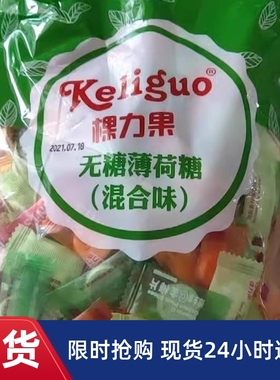 Keliguo®
棵力果
2021.07.18
无糖薄荷糖
（混合味）
货
限时抢购 现货24小时